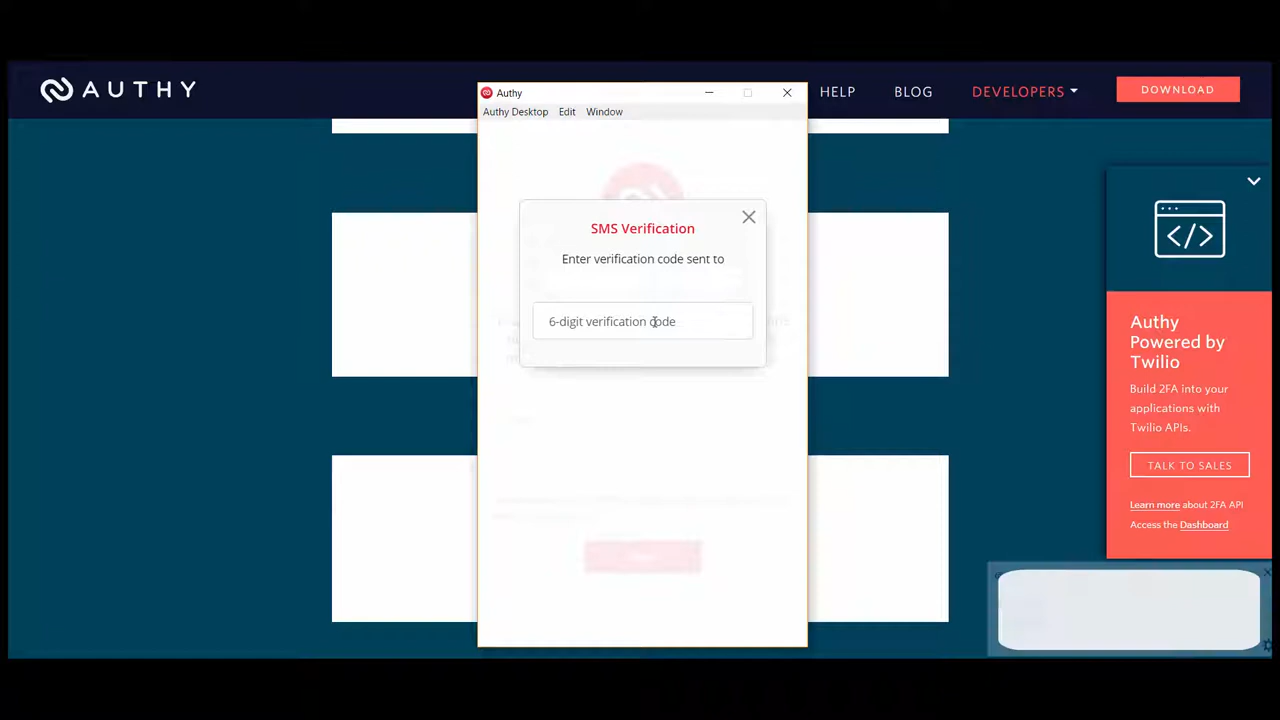 AUTHY
HELP
BLOG
DEVELOPERS
DOWNLOAD
Authy
Authy Desktop
Edit
Window
SMS Verification
Enter verification code sent to
6-digit verification code
Authy
Powered by
Twilio
Build 2FA into your
applications with
Twilio APIs.
TALK TO SALES
Learn more about 2FA API
Access the Dashboard